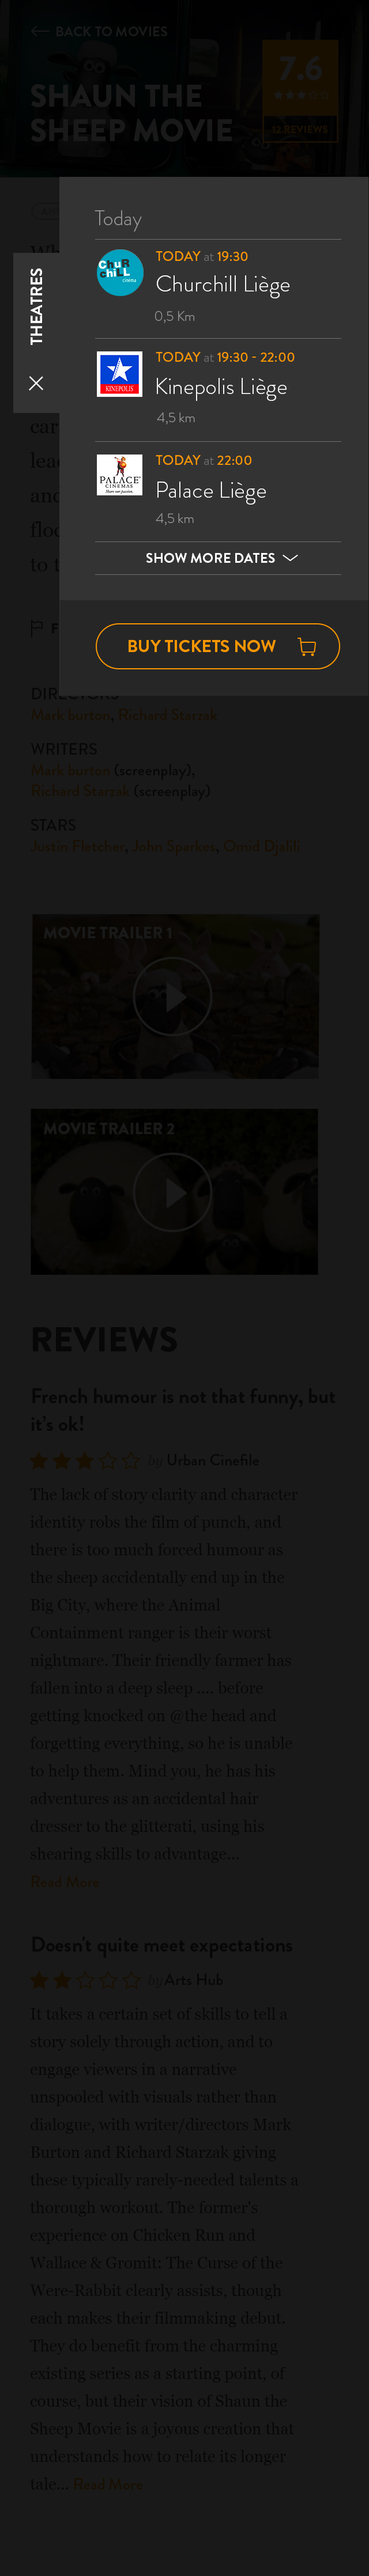 BACK TO MOVIES
SHAUN THE
SHEEP MOVIE
7.6
12 REVIEWS
THEATRES
Today
TODAY at 19:30
Churchill Liège
0,5 Km
CHURCHILL
cinéma
TODAY at 19:30 - 22:00
Kinepolis Liège
4,5 km
KINEPOLIS
TODAY at 22:00
Palace Liège
4,5 km
PALACE
CINEMAS
Share our passion.
SHOW MORE DATES
BUY TICKETS NOW
DIRECTORS
Mark burton, Richard Starzak
WRITERS
Mark burton (screenplay),
Richard Starzak (screenplay)
STARS
Justin Fletcher, John Sparkes, Omid Djalili
MOVIE TRAILER 1
MOVIE TRAILER 2
REVIEWS
French humour is not that funny, but
it's ok!
by Urban Cinefile
The lack of story clarity and character
identity robs the film of punch, and
there is too much forced humour as
the sheep accidentally end up in the
Big City, where the Animal
Containment ranger is their worst
nightmare. Their friendly farmer has
fallen into a deep sleep .... before
getting knocked on @the head and
forgetting everything, so he is unable
to help them. Mind you, he has his
adventures as an accidental hair
dresser to the glitterati, using his
shearing skills to advantage...
Read More
Doesn't quite meet expectations
by Arts Hub
It takes a certain set of skills to tell a
story solely through action, and to
engage viewers in a narrative
unspooled with visuals rather than
dialogue, with writer/directors Mark
Burton and Richard Starzak giving
these typically rarely-needed talents a
thorough workout. The former's
experience on Chicken Run and
Wallace & Gromit: The Curse of the
Were-Rabbit clearly assists, though
each makes their filmmaking debut.
They do benefit from the charming
existing series as a starting point, of
course, but their vision of Shaun the
Sheep Movie is a joyous creation that
understands how to relate its longer
tale... Read More